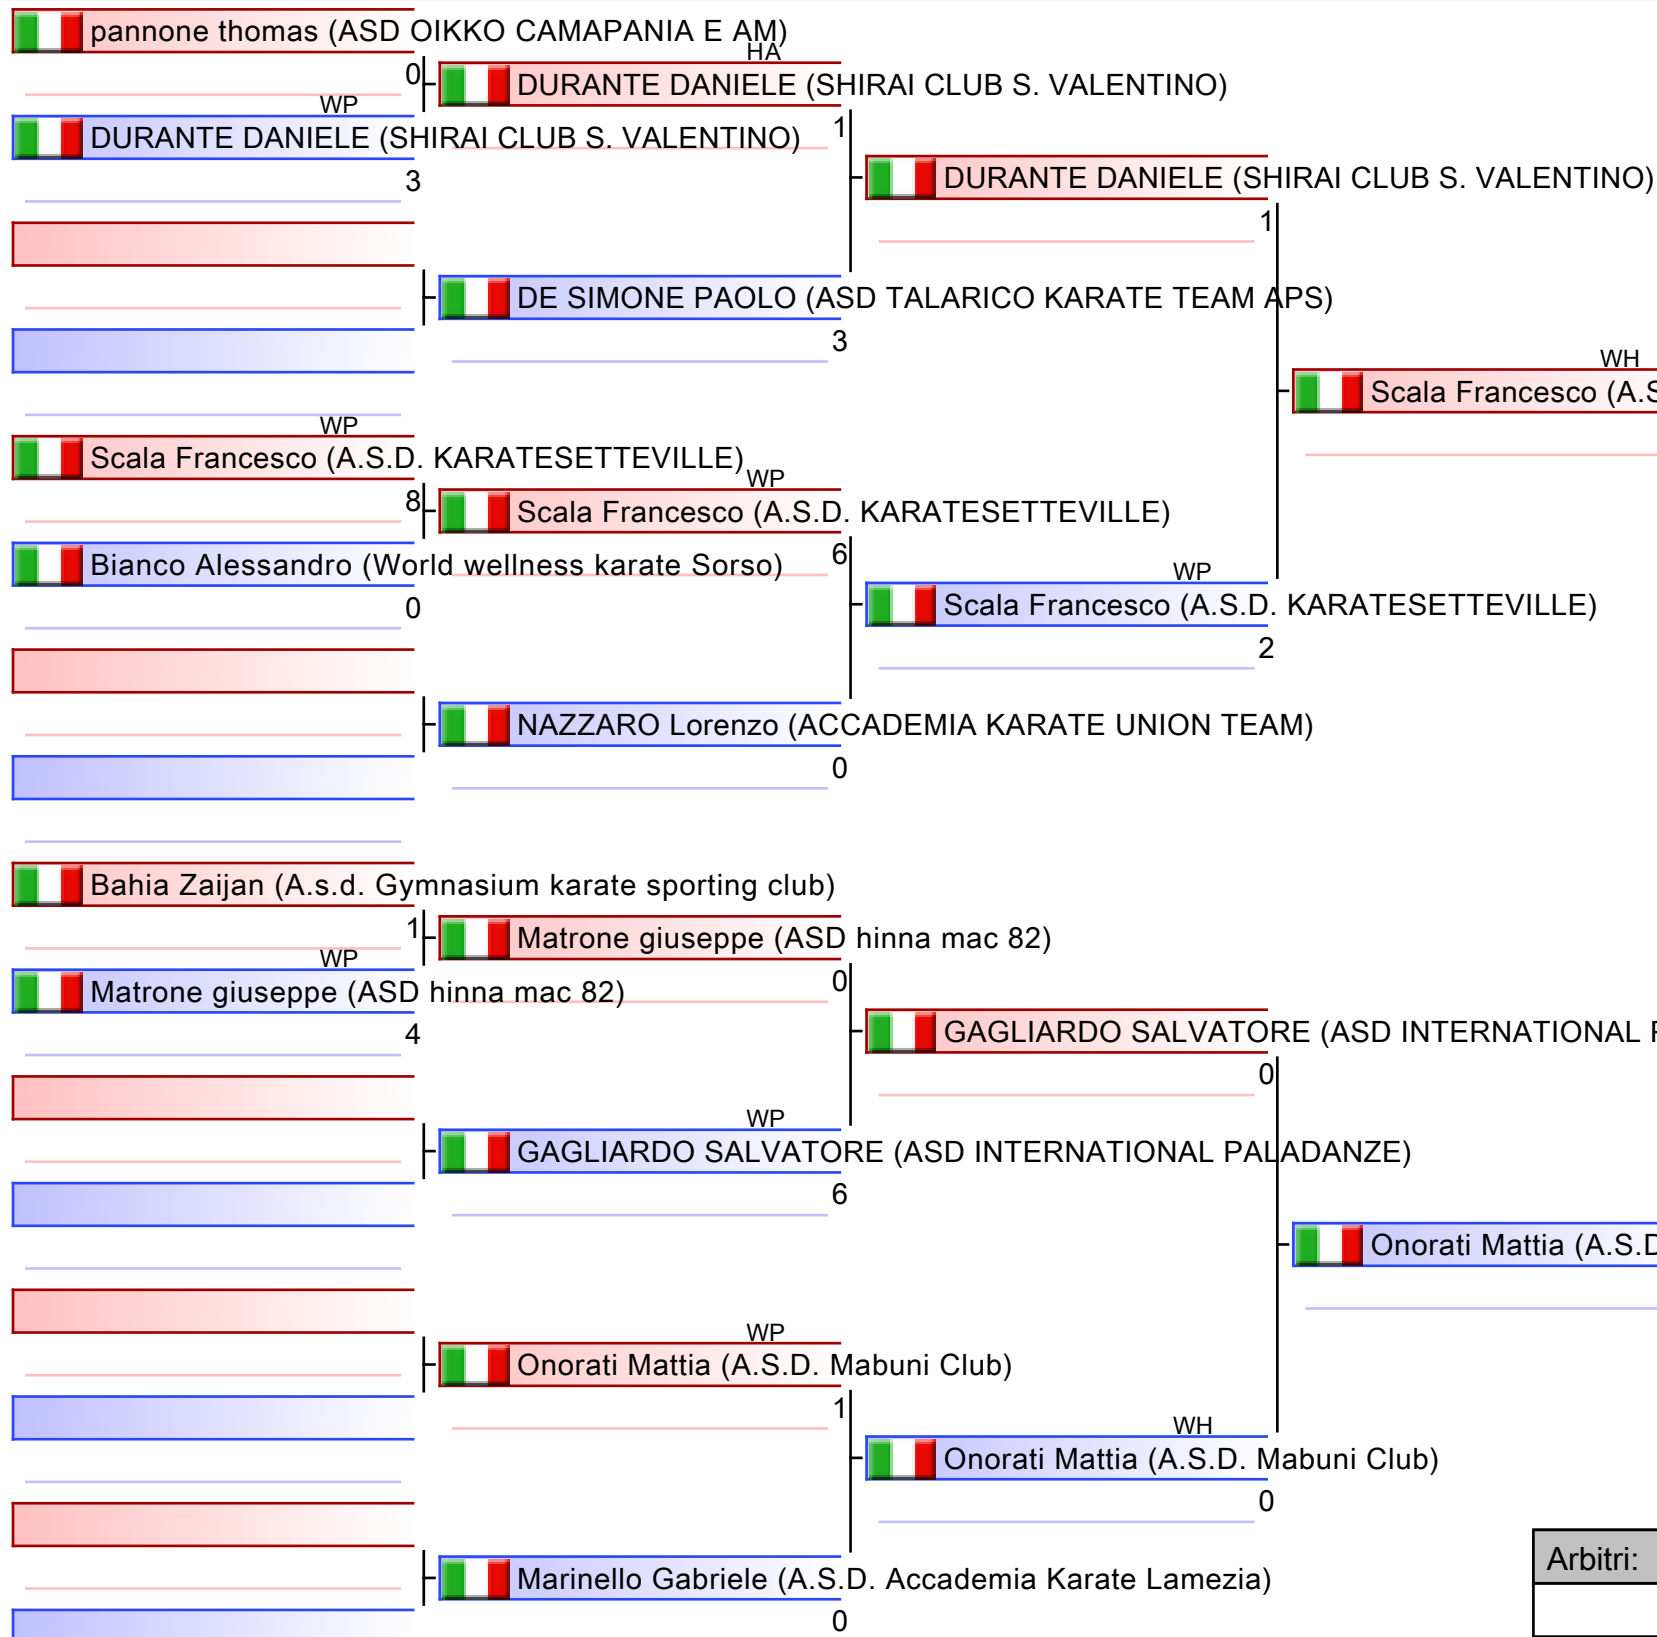 pannone thomas (ASD OIKKO CAMAPANIA E AM)
0
HA
DURANTE DANIELE (SHIRAI CLUB S. VALENTINO)
1
WP
DURANTE DANIELE (SHIRAI CLUB S. VALENTINO)
3
DURANTE DANIELE (SHIRAI CLUB S. VALENTINO)
1
DE SIMONE PAOLO (ASD TALARICO KARATE TEAM APS)
3
WH
Scala Francesco (A.S
WP
Scala Francesco (A.S.D. KARATESETTEVILLE)
8
WP
Scala Francesco (A.S.D. KARATESETTEVILLE)
6
Bianco Alessandro (World wellness karate Sorso)
0
WP
Scala Francesco (A.S.D. KARATESETTEVILLE)
2
NAZZARO Lorenzo (ACCADEMIA KARATE UNION TEAM)
0
Bahia Zaijan (A.s.d. Gymnasium karate sporting club)
1
Matrone giuseppe (ASD hinna mac 82)
0
WP
Matrone giuseppe (ASD hinna mac 82)
4
GAGLIARDO SALVATORE (ASD INTERNATIONAL
0
WP
GAGLIARDO SALVATORE (ASD INTERNATIONAL PALADANZE)
6
Onorati Mattia (A.S.D
WP
Onorati Mattia (A.S.D. Mabuni Club)
1
WH
Onorati Mattia (A.S.D. Mabuni Club)
0
Marinello Gabriele (A.S.D. Accademia Karate Lamezia)
0
Arbitri: